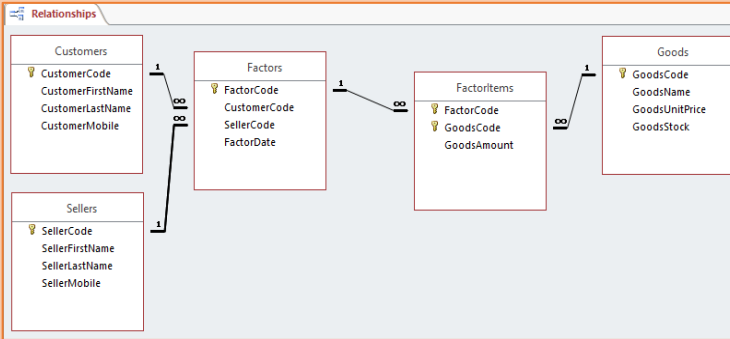 Relationships
Customers
CustomerCode
CustomerFirstName
CustomerLastName
CustomerMobile
1
∞
Sellers
SellerCode
SellerFirstName
SellerLastName
SellerMobile
1
∞
Factors
FactorCode
CustomerCode
SellerCode
FactorDate
1
∞
FactorItems
FactorCode
GoodsCode
GoodsAmount
∞
1
Goods
GoodsCode
GoodsName
GoodsUnitPrice
GoodsStock